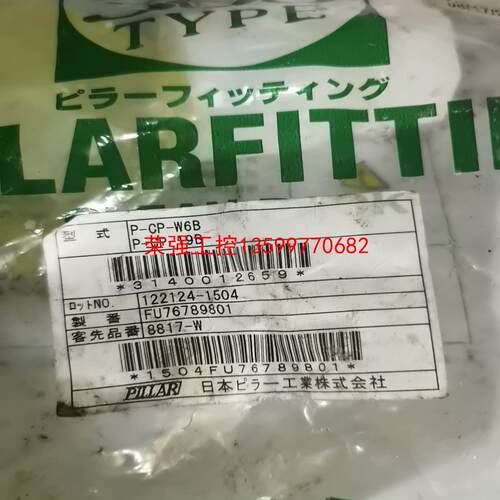 TYPE
ピラーフィッティング
LARFITTI
型 式 P-CP-W6B
荣强工控13599770682
*3140012659*
ロットNO. 122124-1504
製 番 FU76789801
客先品番 8817-W
*1504FU76789801*
PILLAR 日本ピラー工業株式会社